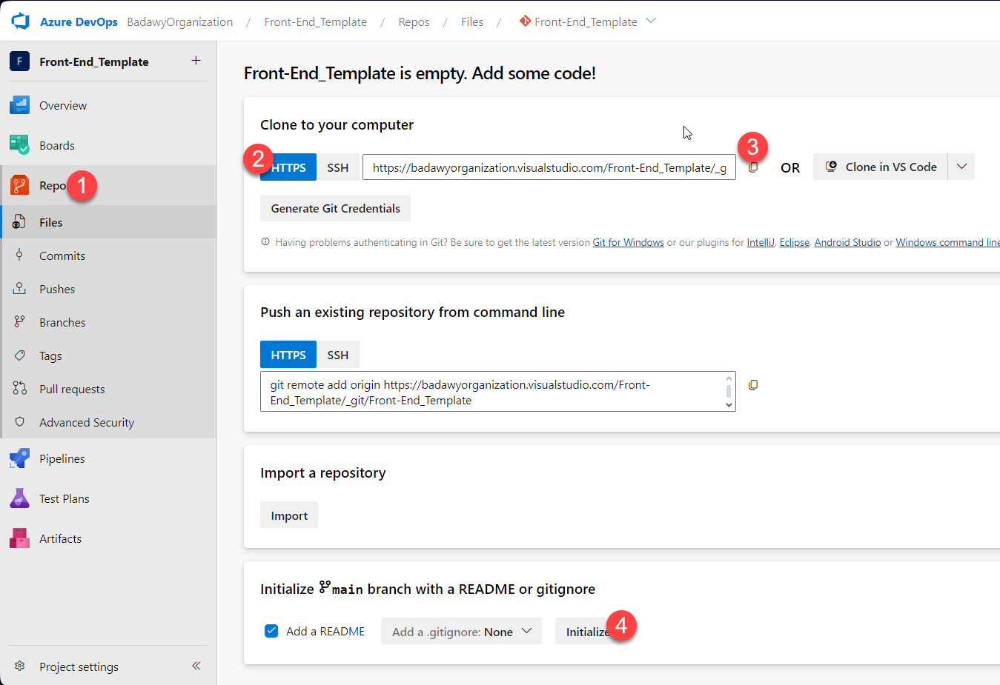 Azure DevOps BadawyOrganization / Front-End_Template / Repos / Files / Front-End_Template
F Front-End_Template +
Overview
Boards
Repo 1
Files
Commits
Pushes
Branches
Tags
Pull requests
Advanced Security
Pipelines
Test Plans
Artifacts
Project settings
Front-End_Template is empty. Add some code!
Clone to your computer
2 HTTPS SSH https://badawyorganization.visualstudio.com/Front-End_Template/_g 3 OR Clone in VS Code
Generate Git Credentials
Having problems authenticating in Git? Be sure to get the latest version Git for Windows or our plugins for IntelliJ, Eclipse, Android Studio or Windows command line
Push an existing repository from command line
HTTPS SSH
git remote add origin https://badawyorganization.visualstudio.com/Front-
End_Template/_git/Front-End_Template
Import a repository
Import
Initialize main branch with a README or gitignore
Add a README Add a .gitignore: None Initialize 4